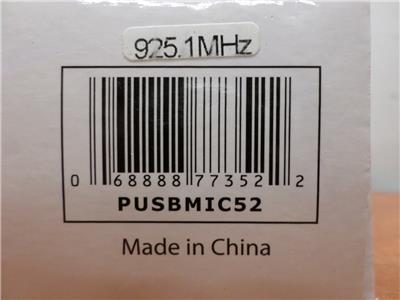 925.1MHz
0 68888 77352 2
PUSBMIC52
Made in China